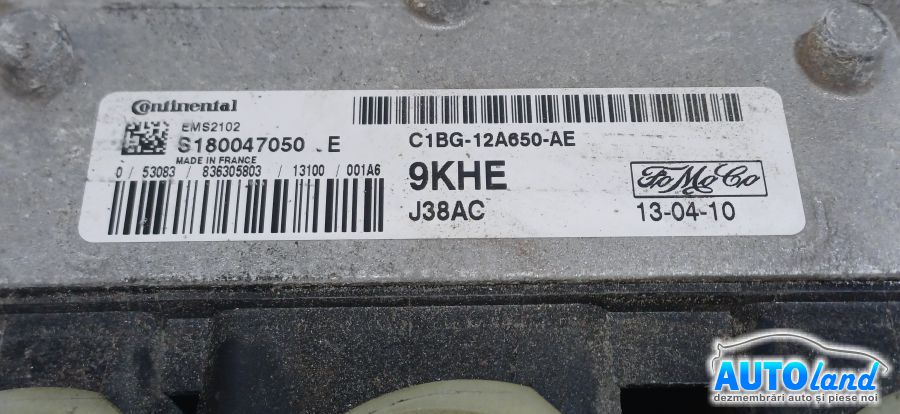 Continental
EMS2102
S180047050 .E
MADE IN FRANCE
0 / 53083 / 836305803 / 13100 / 001A6
C1BG-12A650-AE
9KHE
J38AC
FoMoCo
13-04-10
AUTOland
dezmembrări auto și piese noi